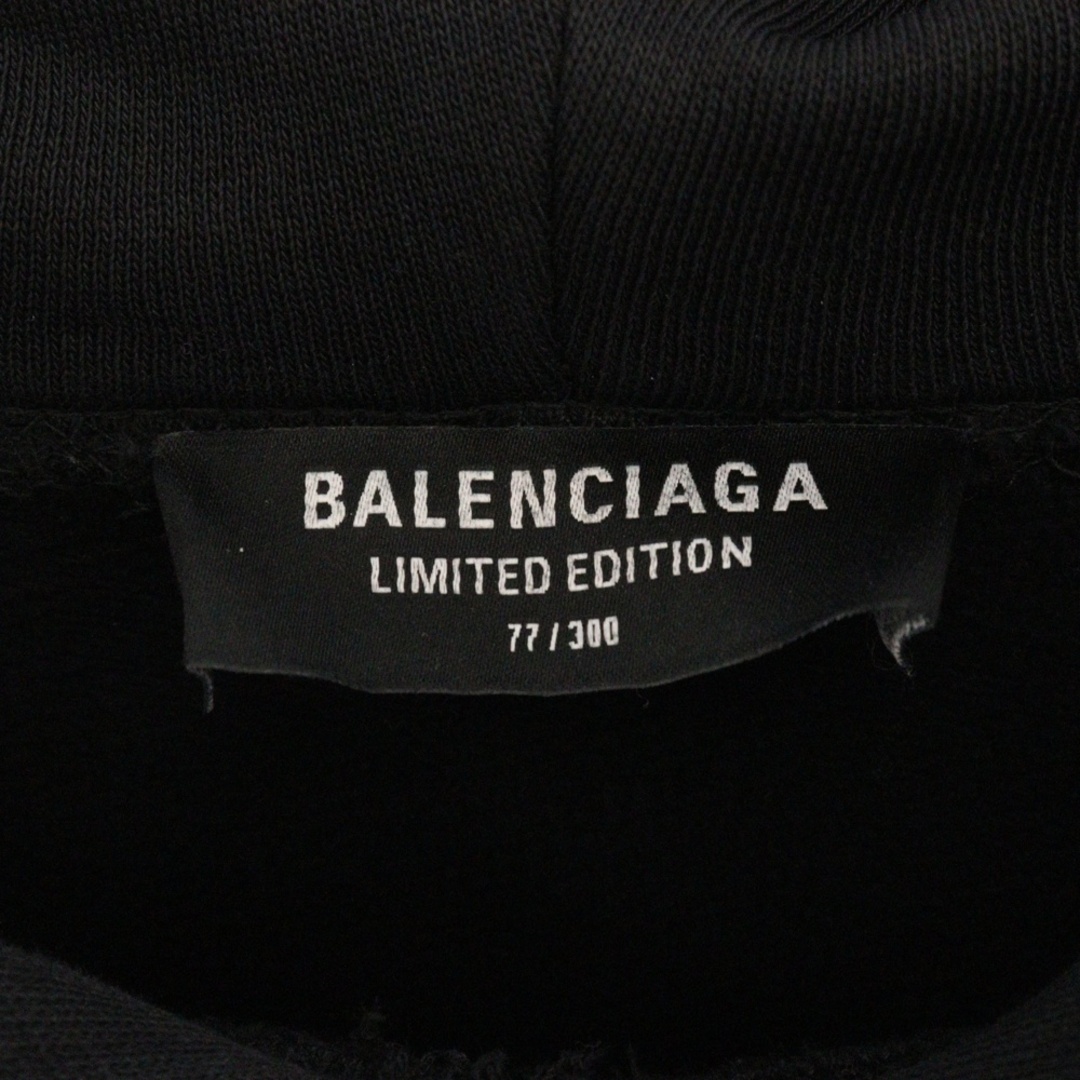 BALENCIAGA
LIMITED EDITION
77/300